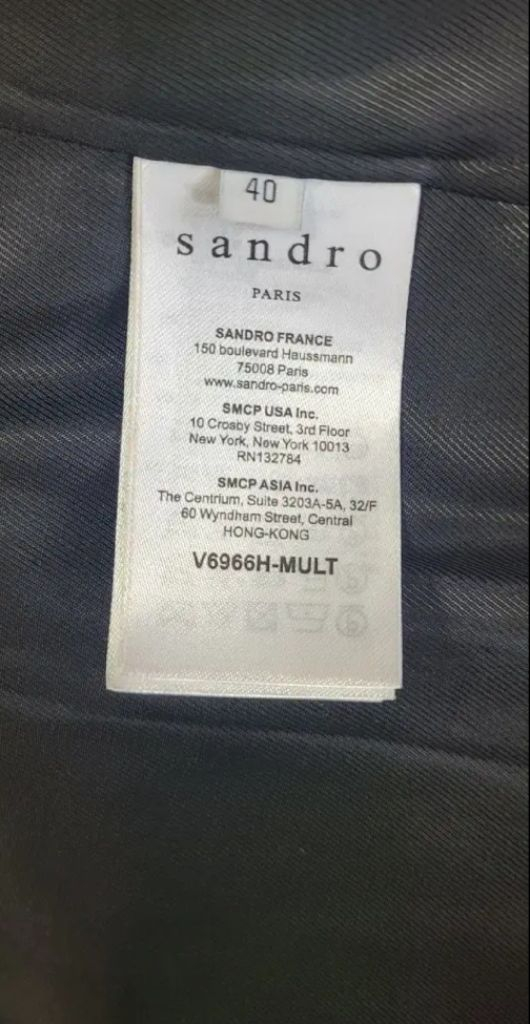 40
sandro
PARIS
SANDRO FRANCE
150 boulevard Haussmann
75008 Paris
www.sandro-paris.com
SMCP USA Inc.
10 Crosby Street, 3rd Floor
New York, New York 10013
RN132784
SMCP ASIA Inc.
The Centrium, Suite 3203A-5A, 32/F
60 Wyndham Street, Central
HONG-KONG
V6966H-MULT